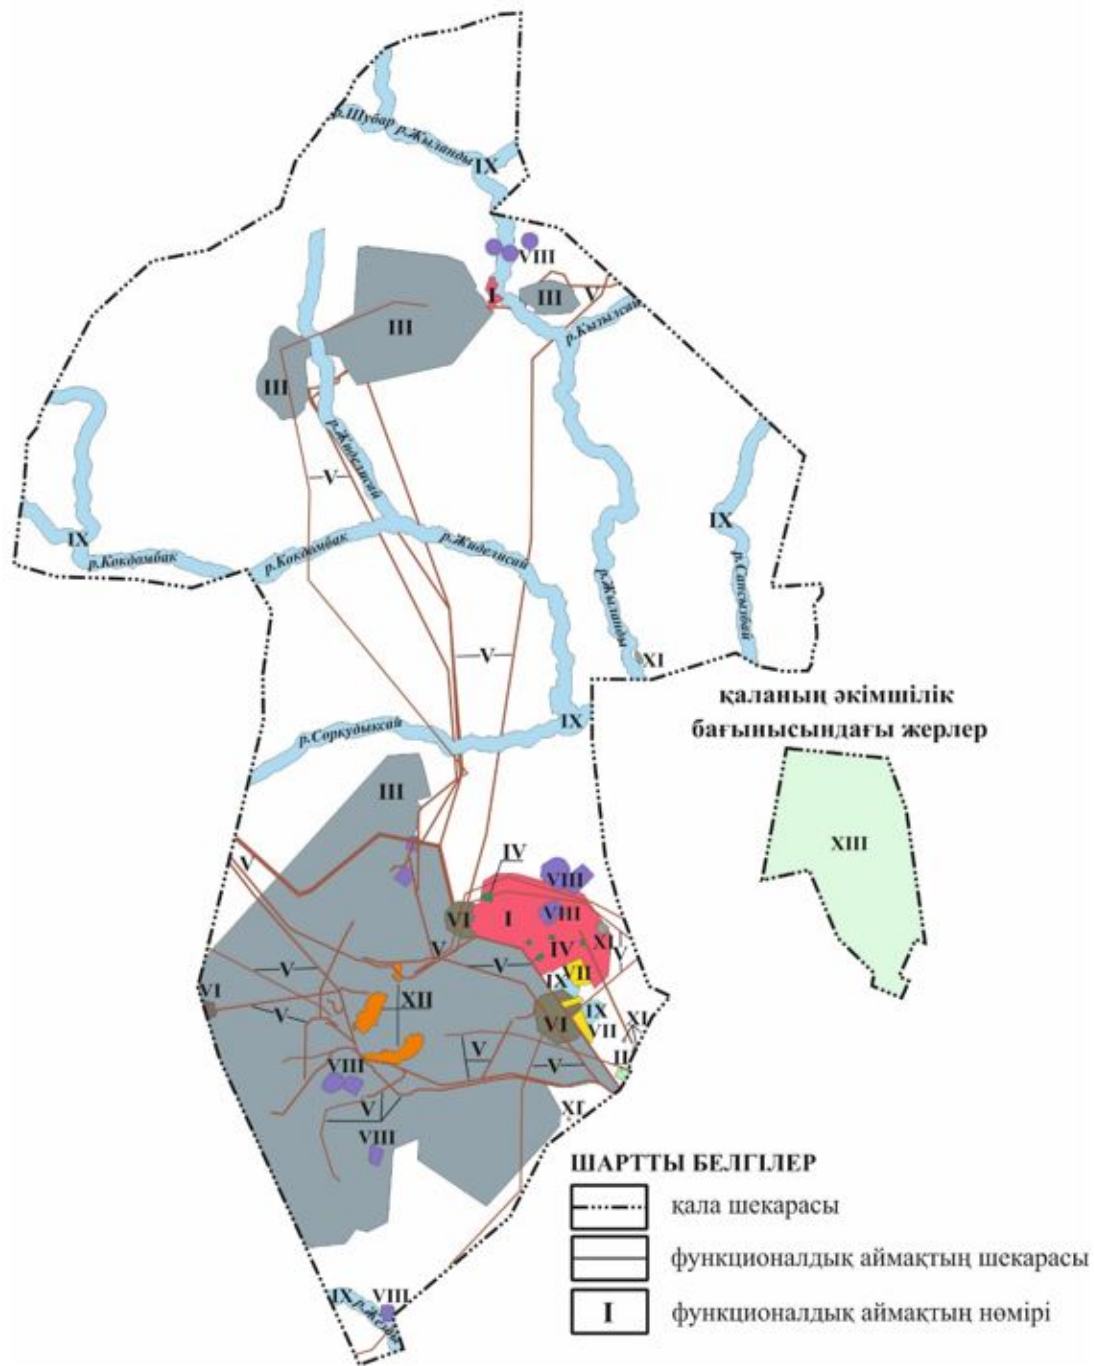 р.Шубар р.Жыланды
IX
VIII
I
III
V
III
р.Кызылсай
III
р.Жиделисай
V
IX
IX
р.Кокдомбак
р.Кокдомбак
р.Жиделисай
р.Жыланды
р.Сапсызбай
V
XI
қаланың әкімшілік
бағынысындағы жерлер
IX
р.Соркудыксай
III
XIII
IV
V
VIII
VI
I
VIII
V
IV
XI
V
V
V
IX
VII
VI
XII
V
VI
IX
VII
XI
V
V
II
VIII
V
XI
VIII
ШАРТТЫ БЕЛГІЛЕР
қала шекарасы
функционалдық аймақтың шекарасы
IX
VIII
I
функционалдық аймақтың нөмірі